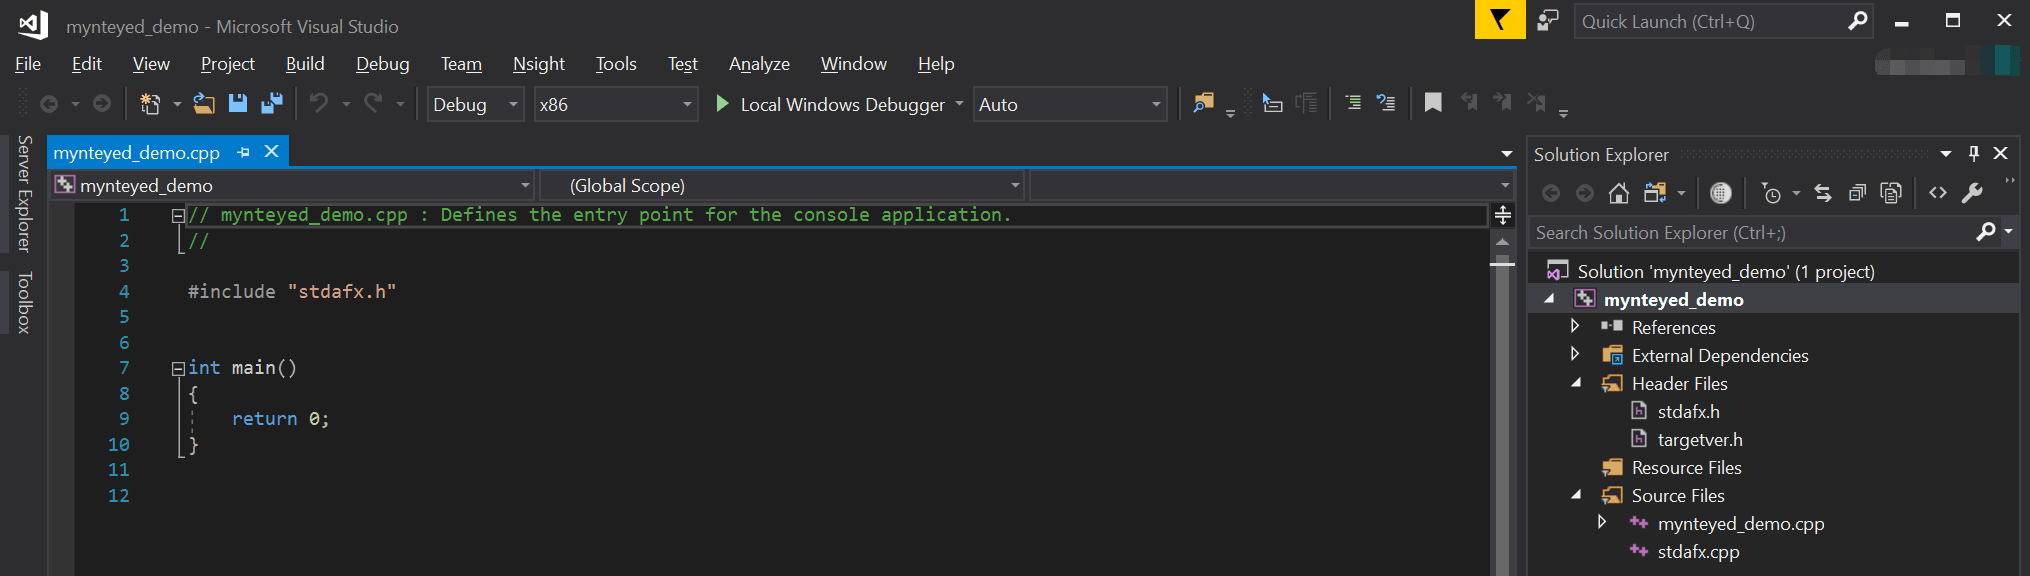 mynteyed_demo - Microsoft Visual Studio
Quick Launch (Ctrl+Q)
File Edit View Project Build Debug Team Nsight Tools Test Analyze Window Help
Debug x86 Local Windows Debugger Auto
Server Explorer
Toolbox
mynteyed_demo.cpp
mynteyed_demo (Global Scope)
1 // mynteyed_demo.cpp : Defines the entry point for the console application.
2 //
3
4 #include "stdafx.h"
5
6
7 int main()
8 {
9 return 0;
10 }
11
12
Solution Explorer
Search Solution Explorer (Ctrl+;)
Solution 'mynteyed_demo' (1 project)
mynteyed_demo
References
External Dependencies
Header Files
stdafx.h
targetver.h
Resource Files
Source Files
mynteyed_demo.cpp
stdafx.cpp